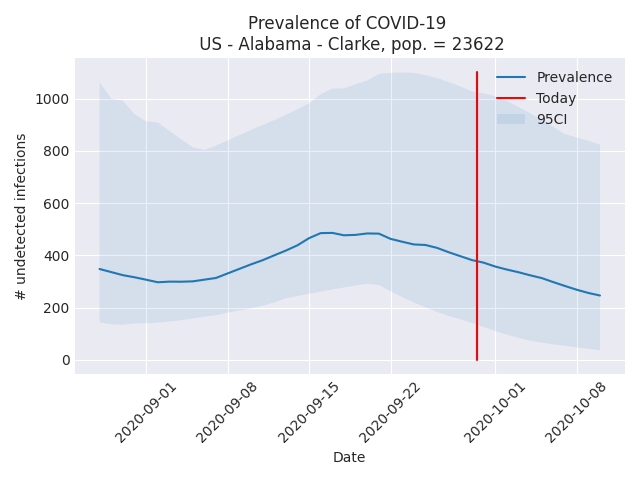 Prevalence of COVID-19
US - Alabama - Clarke, pop. = 23622
# undetected infections
1000
800
600
400
200
0
Prevalence
Today
95CI
2020-09-01
2020-09-08
2020-09-15
2020-09-22
2020-10-01
2020-10-08
Date